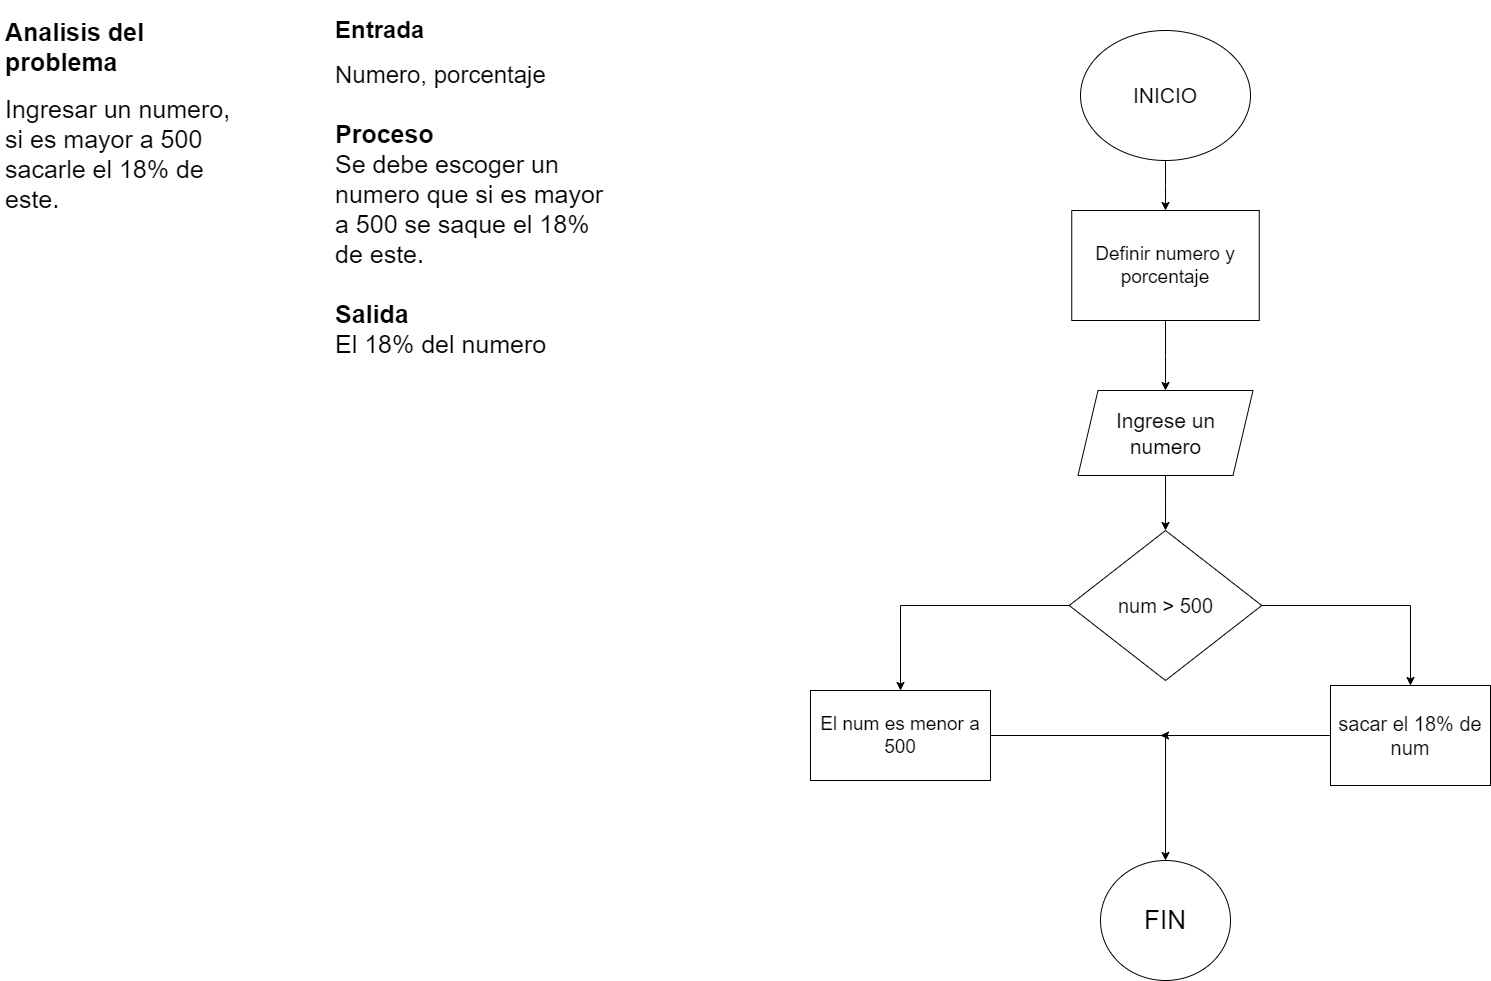 Analisis del
problema
Ingresar un numero,
si es mayor a 500
sacarle el 18% de
este.
Entrada
Numero, porcentaje
Proceso
Se debe escoger un
numero que si es mayor
a 500 se saque el 18%
de este.
Salida
El 18% del numero
INICIO
Definir numero y
porcentaje
Ingrese un
numero
num > 500
El num es menor a
500
sacar el 18% de
num
FIN